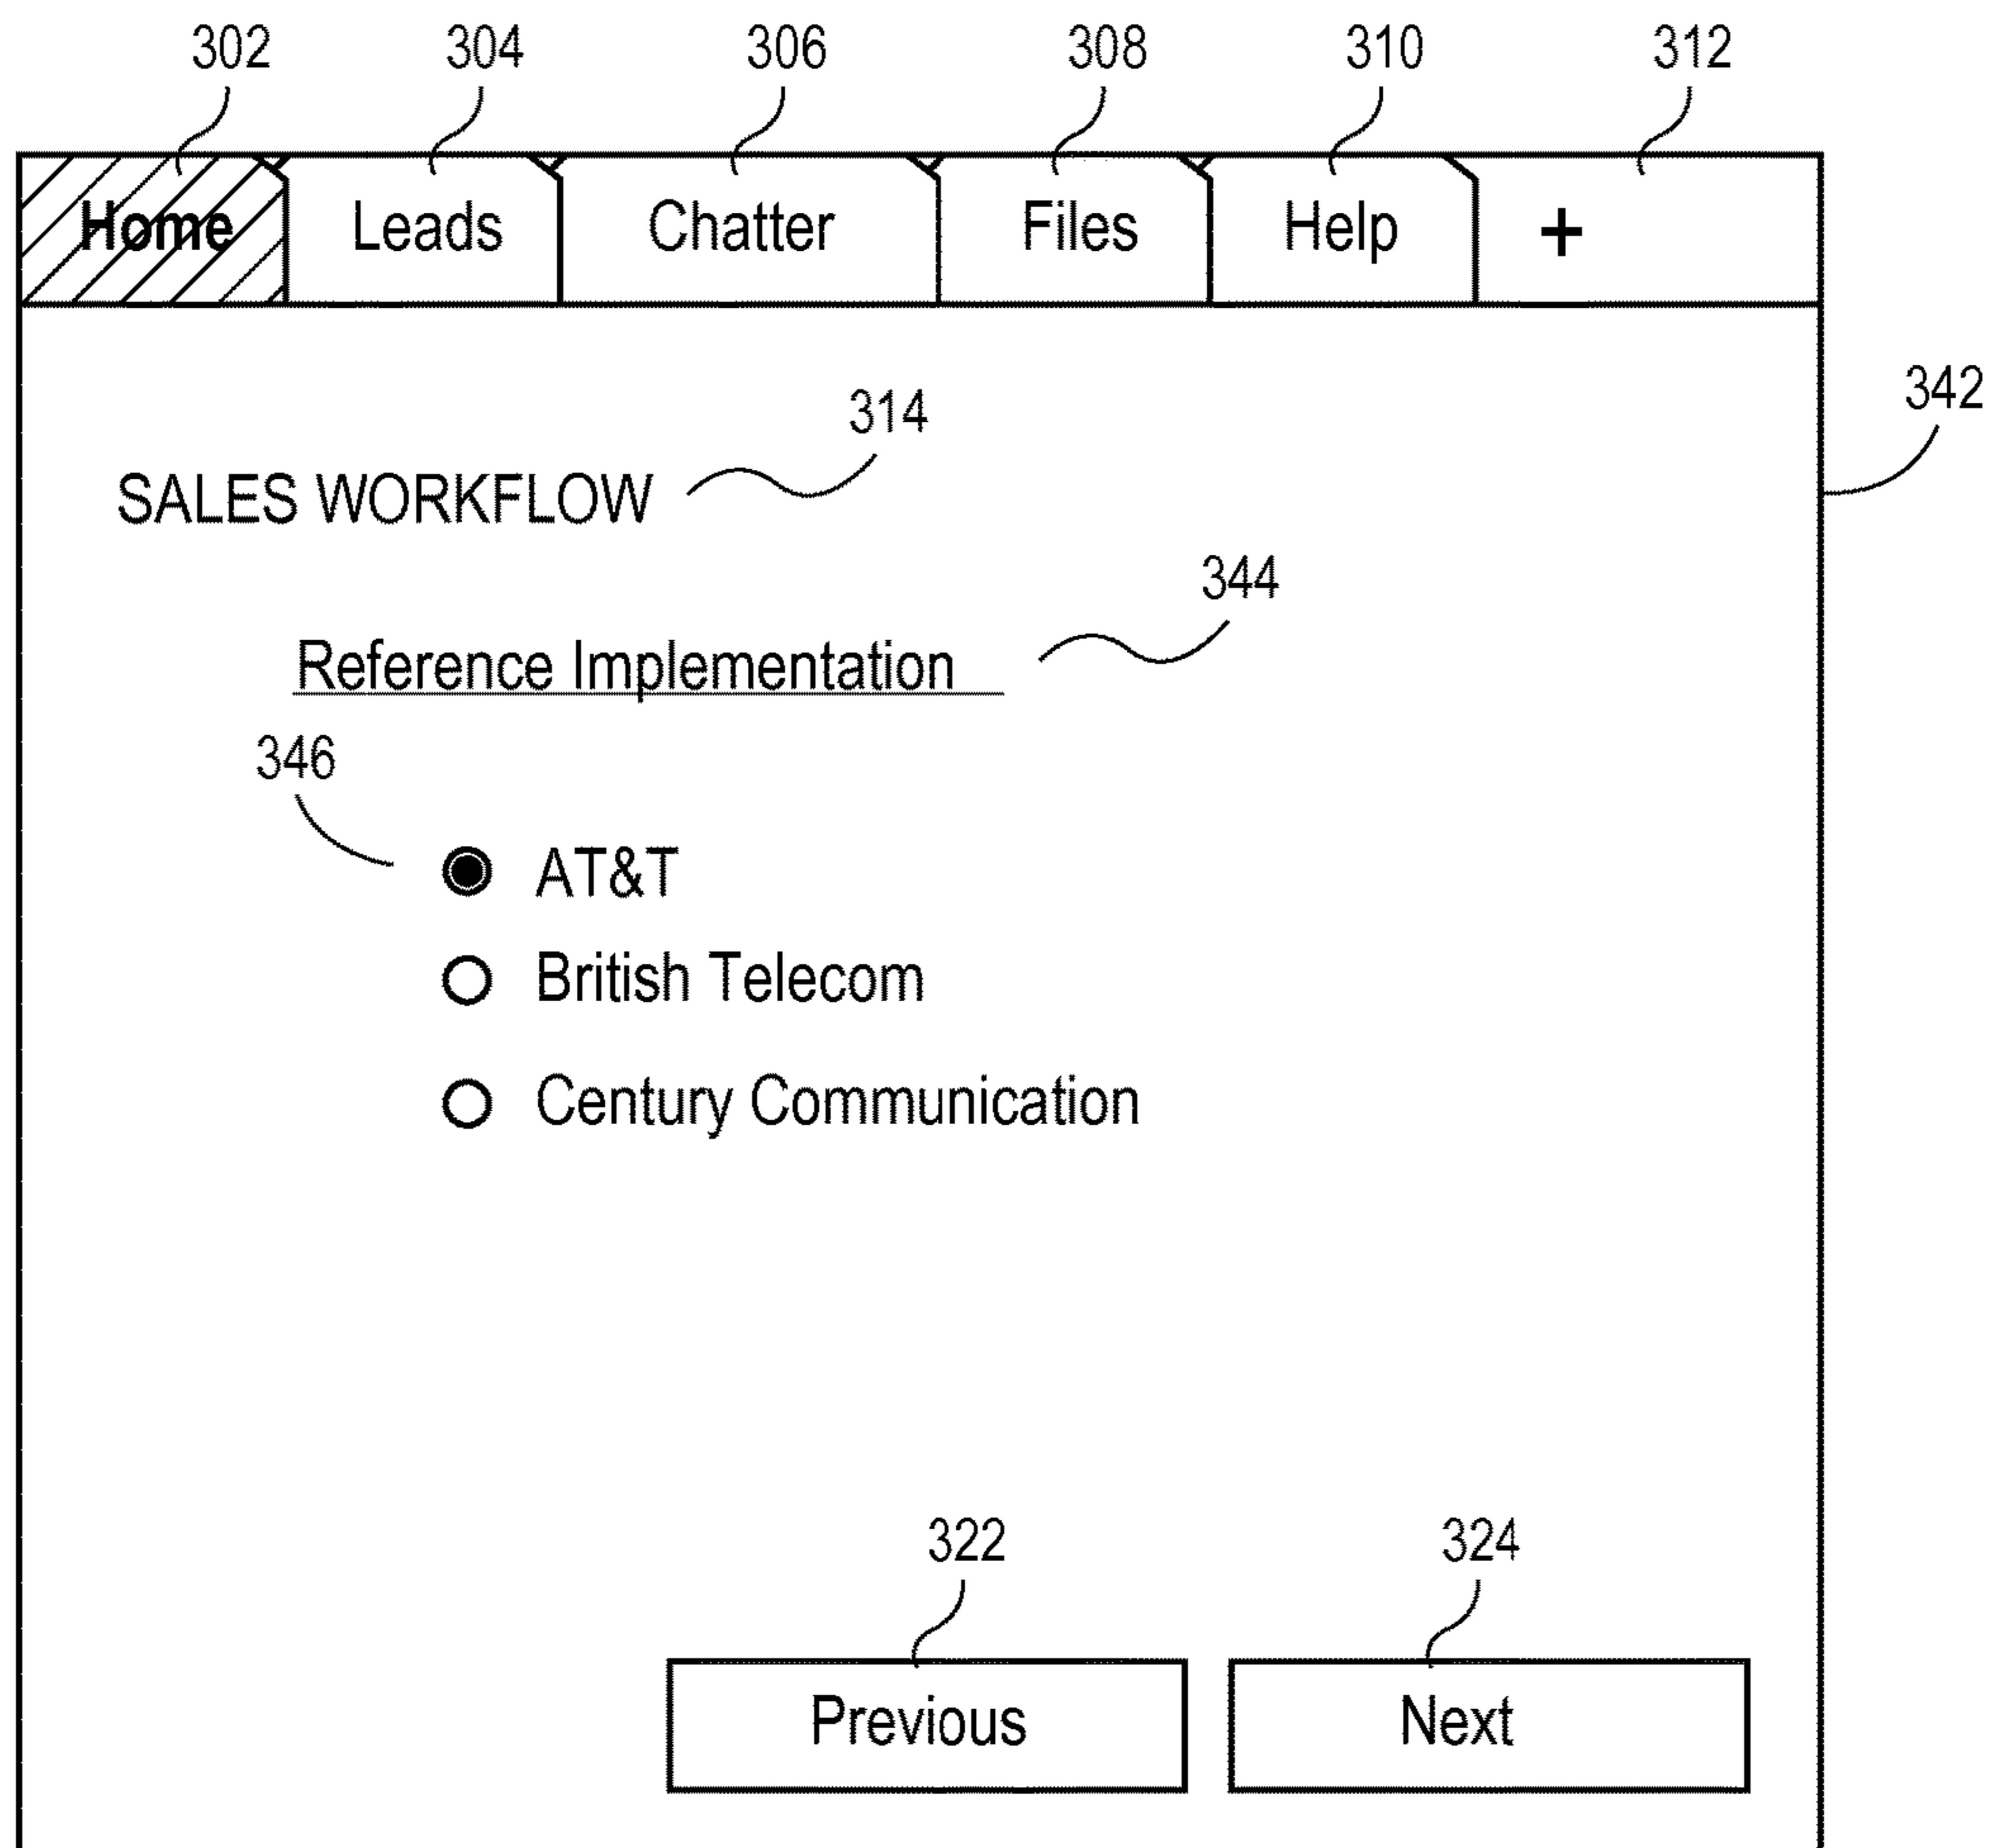 302 304 306 308 310 312
Home Leads Chatter Files Help +
342
314
SALES WORKFLOW
344
Reference Implementation
346
AT&T
British Telecom
Century Communication
322 324
Previous Next